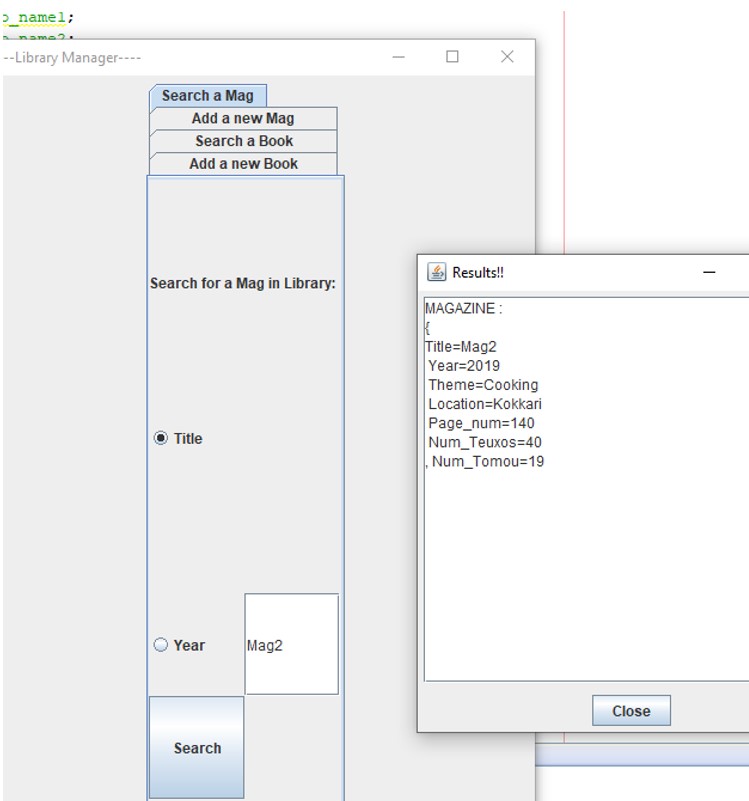 o_name1;
--Library Manager----
Search a Mag
Add a new Mag
Search a Book
Add a new Book
Search for a Mag in Library:
Title
Year
Mag2
Search
Results!!
MAGAZINE :
{
Title=Mag2
Year=2019
Theme=Cooking
Location=Kokkari
Page_num=140
Num_Teuxos=40
, Num_Tomou=19
Close